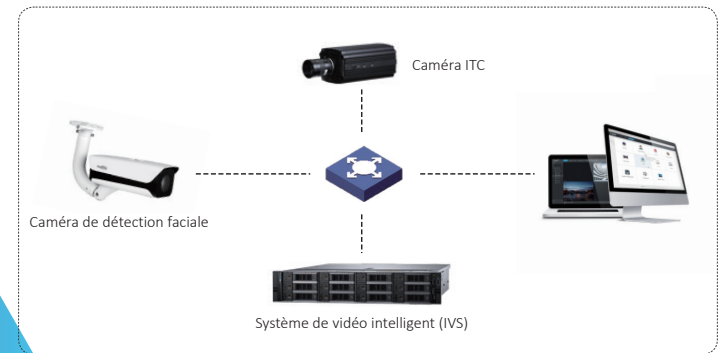 Caméra ITC
Caméra de détection faciale
Système de vidéo intelligent (IVS)